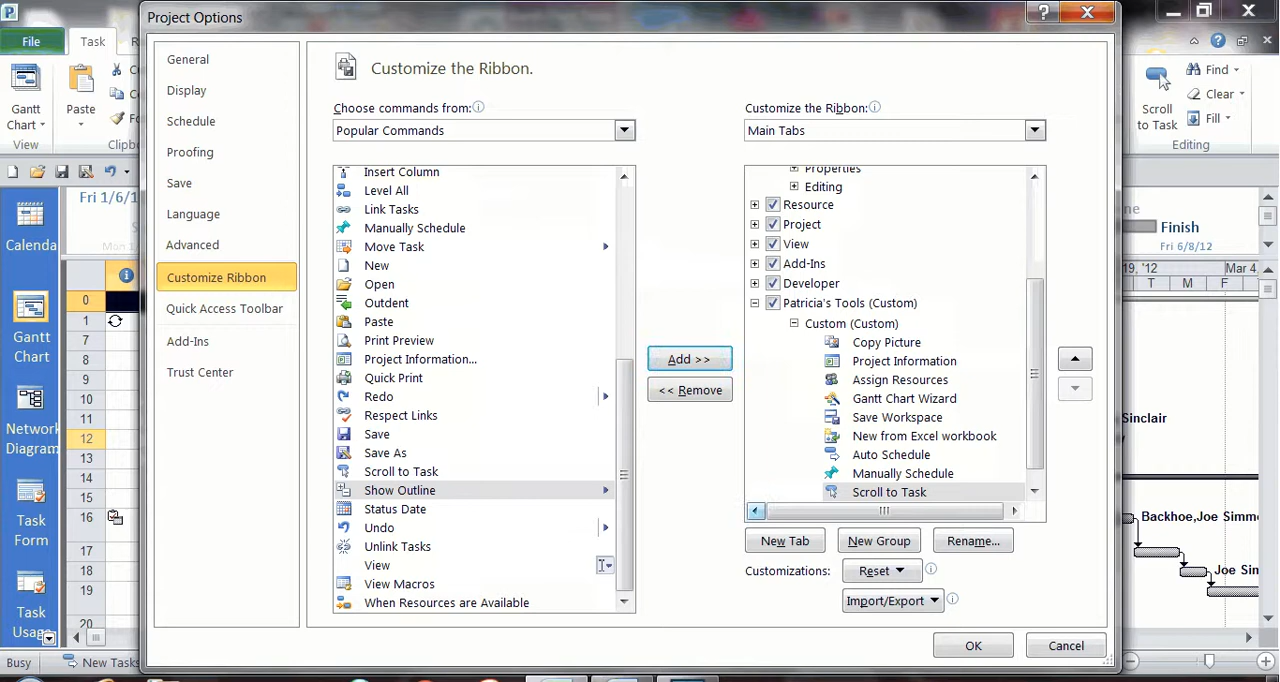 Project Options
File
Task
Gantt
Chart
Paste
View
Clipb
Scroll
to Task
Find
Clear
Fill
Editing
Fri 1/6/1
Calenda
Gantt
Chart
Network
Diagram
Task
Form
Task
Usag
0
1
7
8
9
10
11
12
13
14
15
16
17
18
19
20
General
Display
Schedule
Proofing
Save
Language
Advanced
Customize Ribbon
Quick Access Toolbar
Add-Ins
Trust Center
Customize the Ribbon.
Choose commands from:
Popular Commands
Insert Column
Level All
Link Tasks
Manually Schedule
Move Task
New
Open
Outdent
Paste
Print Preview
Project Information...
Quick Print
Redo
Respect Links
Save
Save As
Scroll to Task
Show Outline
Status Date
Undo
Unlink Tasks
View
View Macros
When Resources are Available
Add >>
<< Remove
Customize the Ribbon:
Main Tabs
Properties
Editing
Resource
Project
View
Add-Ins
Developer
Patricia's Tools (Custom)
Custom (Custom)
Copy Picture
Project Information
Assign Resources
Gantt Chart Wizard
Save Workspace
New from Excel workbook
Auto Schedule
Manually Schedule
Scroll to Task
New Tab
New Group
Rename...
Customizations:
Reset
Import/Export
OK
Cancel
Finish
Fri 6/8/12
19, '12
Mar 4,
T M F T
Sinclair
Backhoe,Joe Simm
Joe Sim
Busy
New Tasks